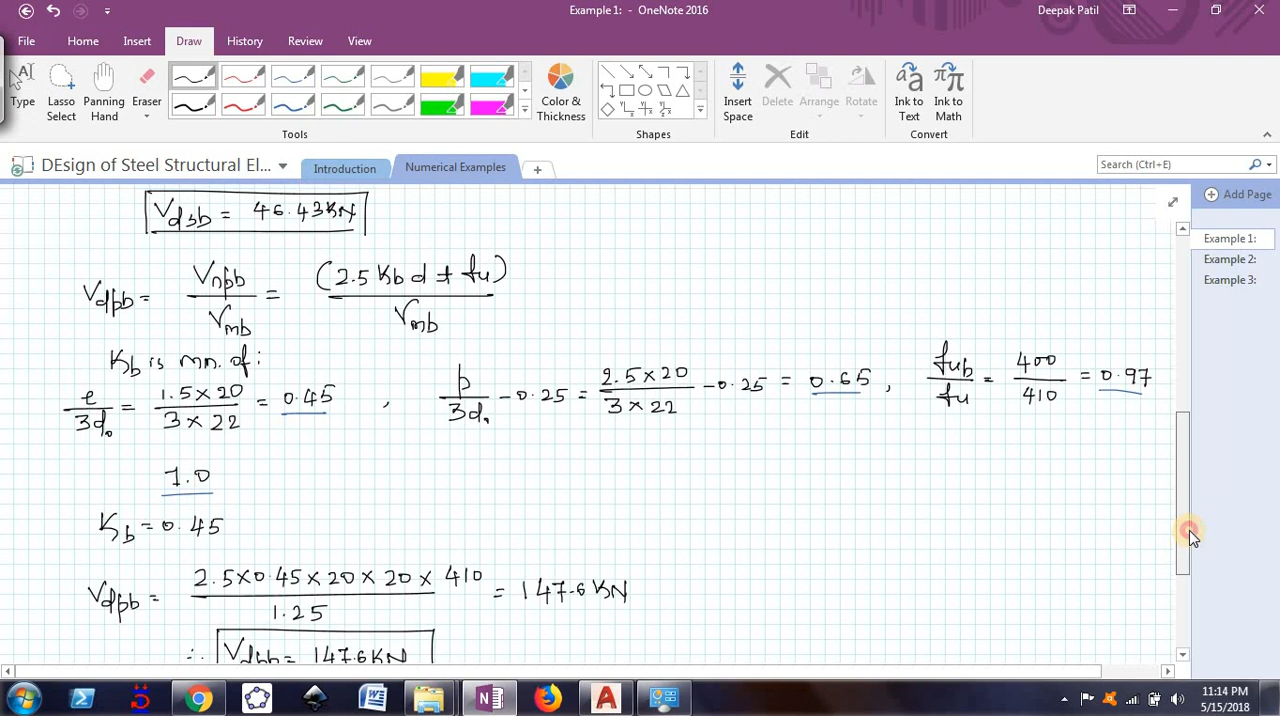 Example 1: - OneNote 2016
Deepak Patil
File Home Insert Draw History Review View
Type
Lasso Select
Panning Hand
Eraser
Color & Thickness
Insert Space
Delete
Arrange
Rotate
Ink to Text
Ink to Math
Tools
Shapes
Edit
Convert
DEsign of Steel Structural El...
Introduction
Numerical Examples
Search (Ctrl+E)
Add Page
Example 1:
Example 2:
Example 3:
Vdsb = 46.43KN
Vdpb = Vnpb / γmb = (2.5 Kb d t fu) / γmb
Kb is mn. of:
e / 3d₀ = 1.5 × 20 / 3 × 22 = 0.45 , p / 3d₀ - 0.25 = 2.5 × 20 / 3 × 22 - 0.25 = 0.65 , fub / fu = 400 / 410 = 0.97
1.0
Kb = 0.45
Vdpb = 2.5 × 0.45 × 20 × 20 × 410 / 1.25 = 147.6 KN
∴ Vdpb = 147.6KN
11:14 PM
5/15/2018